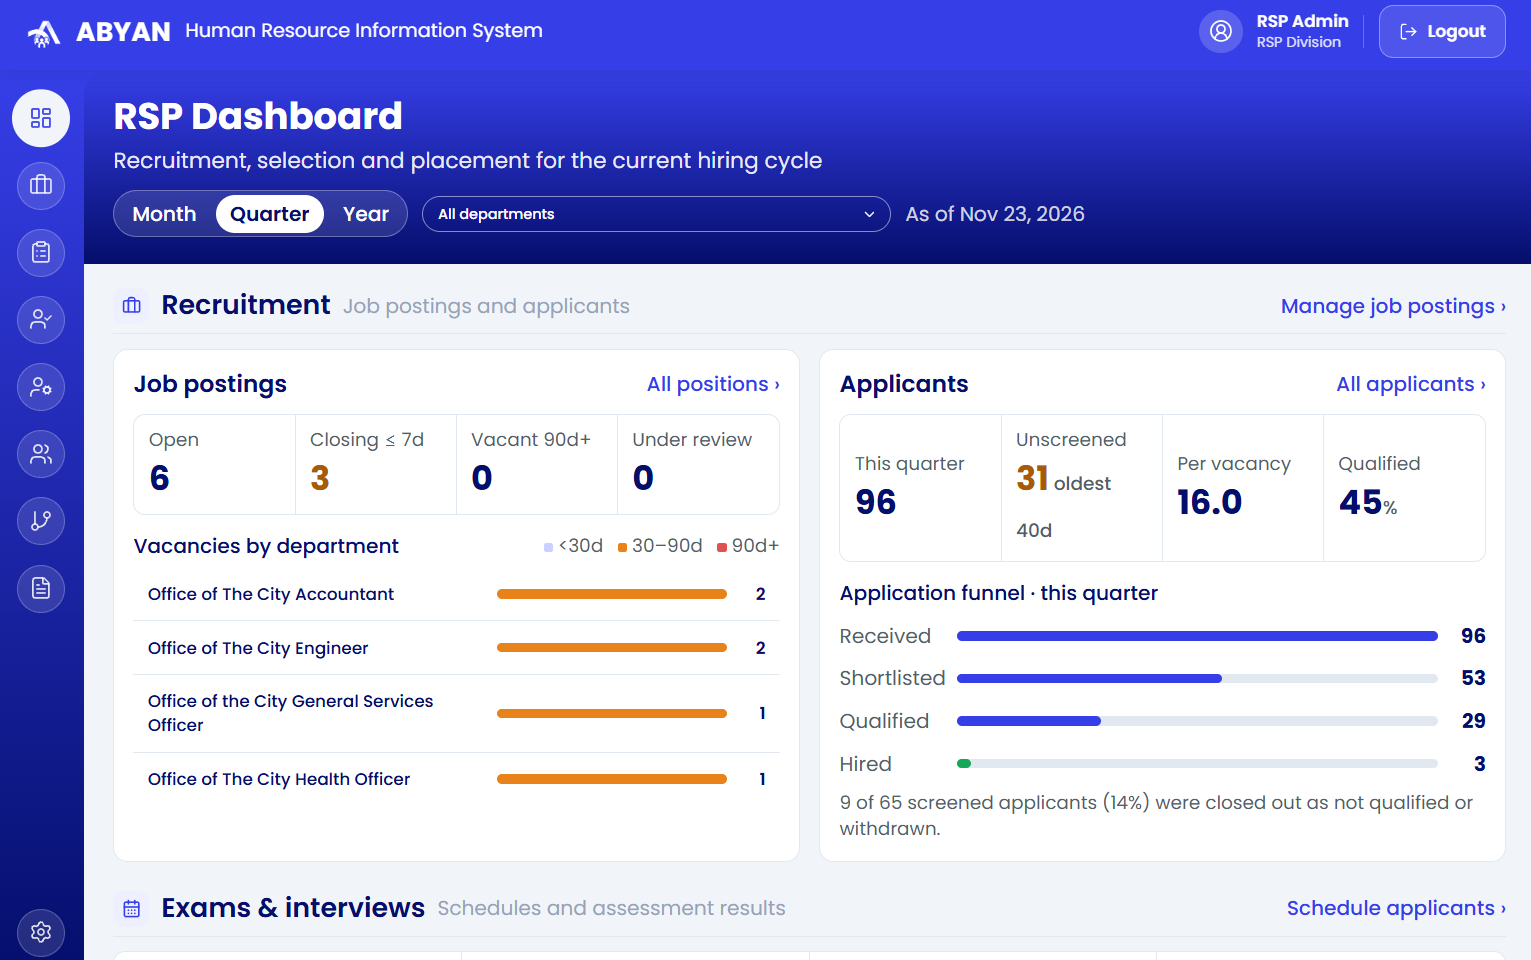 ABYAN Human Resource Information System
RSP Admin
RSP Division
Logout
RSP Dashboard
Recruitment, selection and placement for the current hiring cycle
Month Quarter Year All departments As of Nov 23, 2026
Recruitment Job postings and applicants Manage job postings ›
Job postings All positions ›
Open Closing ≤ 7d Vacant 90d+ Under review
6 3 0 0
Vacancies by department <30d 30–90d 90d+
Office of The City Accountant 2
Office of The City Engineer 2
Office of the City General Services
Officer 1
Office of The City Health Officer 1
Applicants All applicants ›
This quarter
96
Unscreened
31 oldest
40d
Per vacancy
16.0
Qualified
45%
Application funnel · this quarter
Received 96
Shortlisted 53
Qualified 29
Hired 3
9 of 65 screened applicants (14%) were closed out as not qualified or
withdrawn.
Exams & interviews Schedules and assessment results Schedule applicants ›